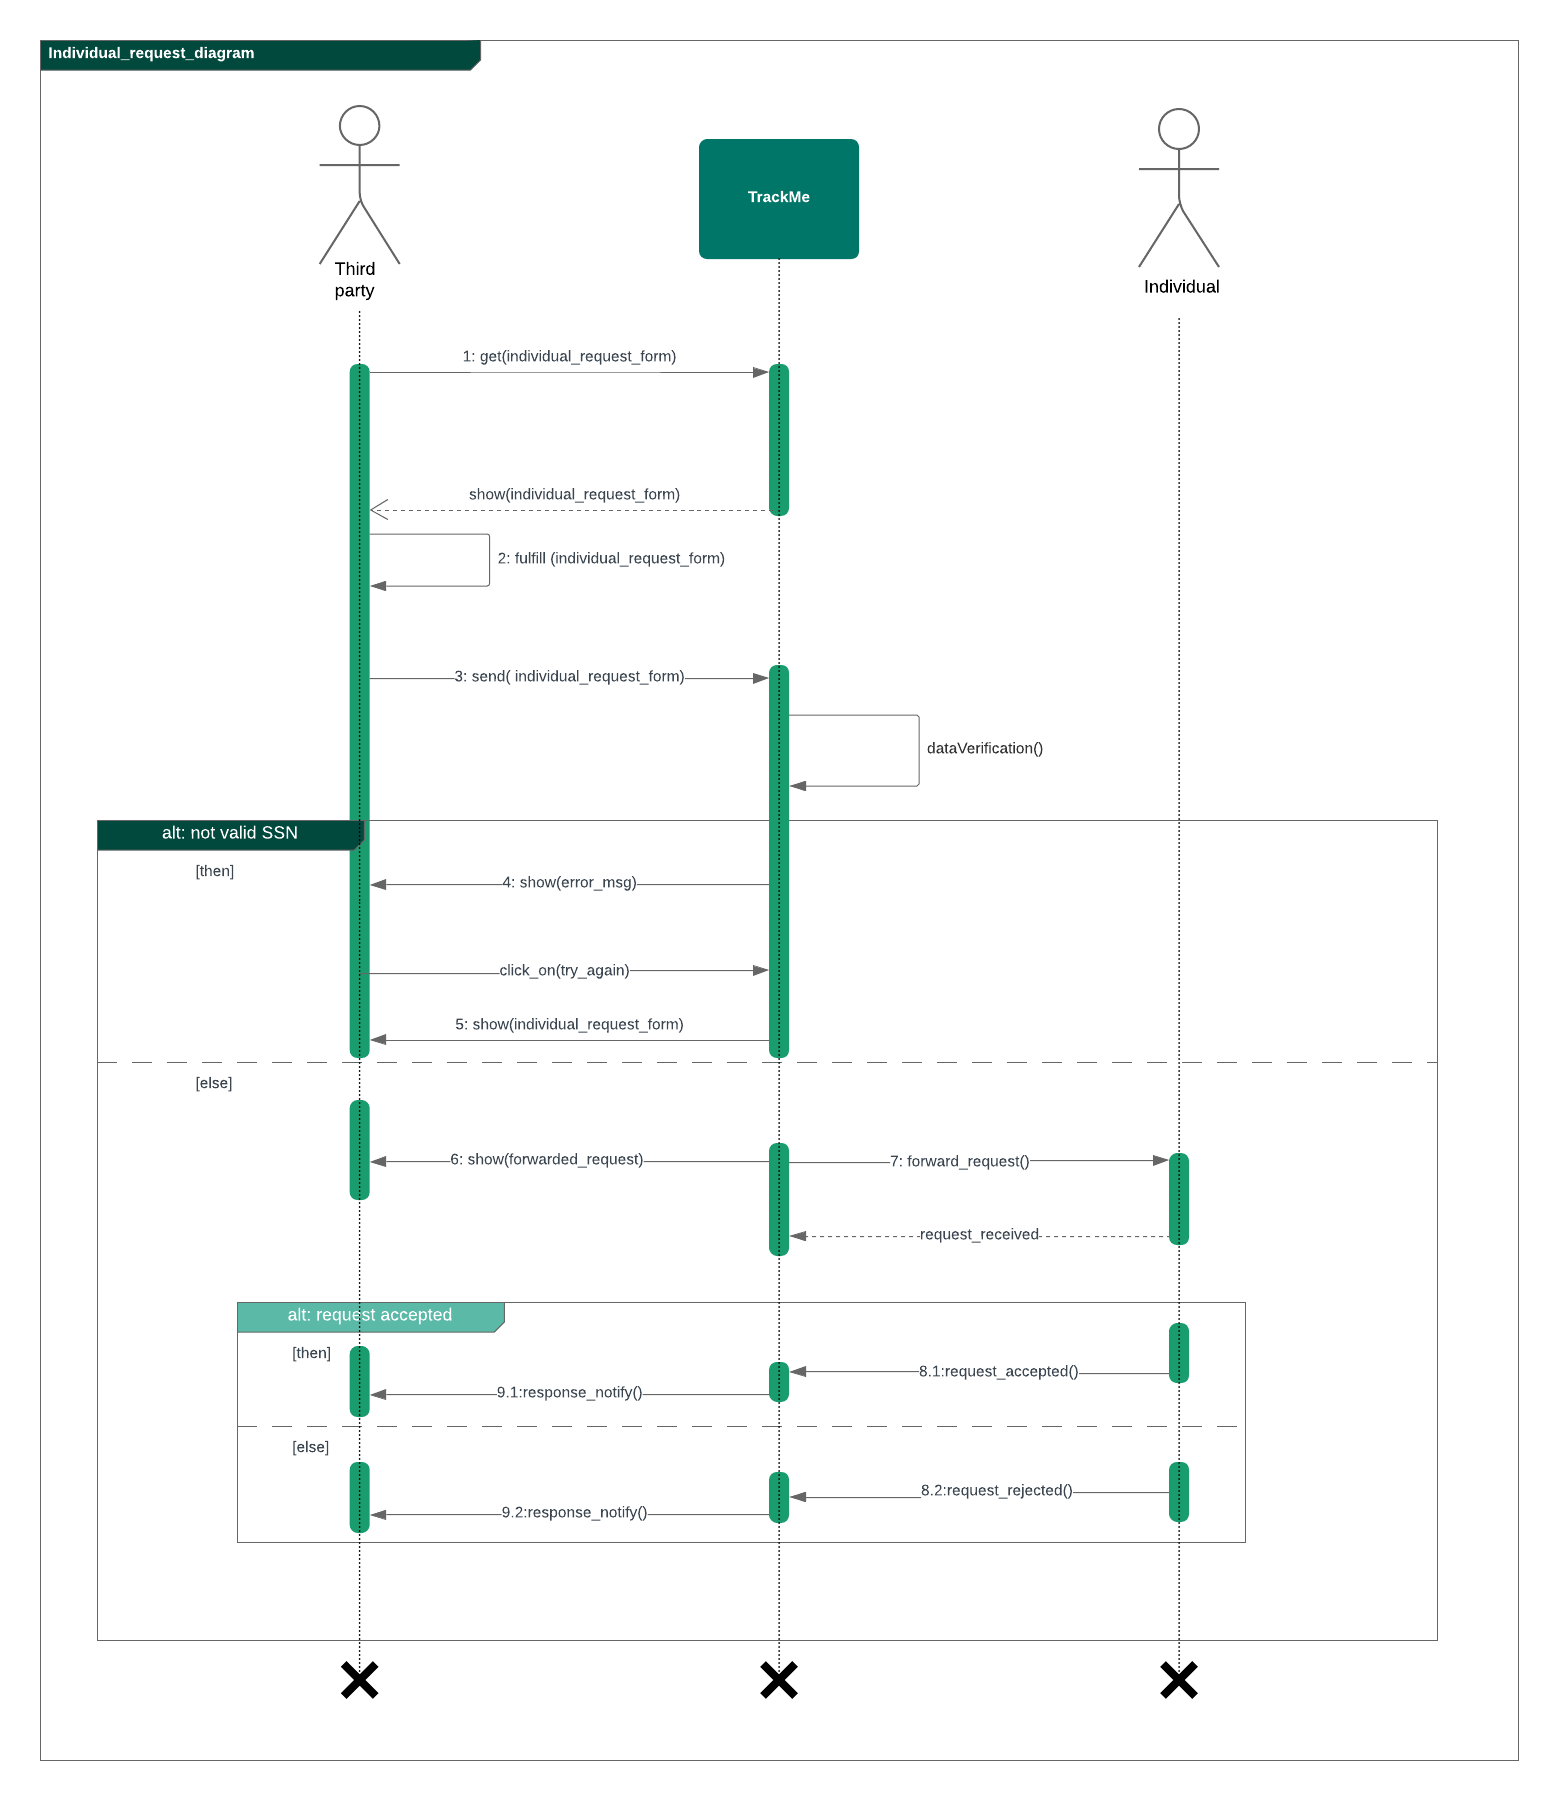 Individual_request_diagram
TrackMe
Third
party
Individual
1: get(individual_request_form)
show(individual_request_form)
2: fulfill (individual_request_form)
3: send( individual_request_form)
dataVerification()
alt: not valid SSN
[then]
4: show(error_msg)
click_on(try_again)
5: show(individual_request_form)
[else]
6: show(forwarded_request)
7: forward_request()
request_received
alt: request accepted
[then]
8.1:request_accepted()
9.1:response_notify()
[else]
8.2:request_rejected()
9.2:response_notify()